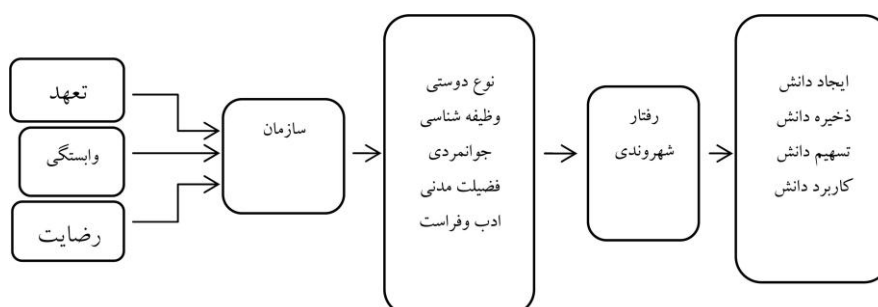 تعهد
وابستگی
رضایت
سازمان
نوع دوستی
وظیفه شناسی
جوانمردی
فضیلت مدنی
ادب وفراست
رفتار
شهروندی
ایجاد دانش
ذخیره دانش
تسهیم دانش
کاربرد دانش